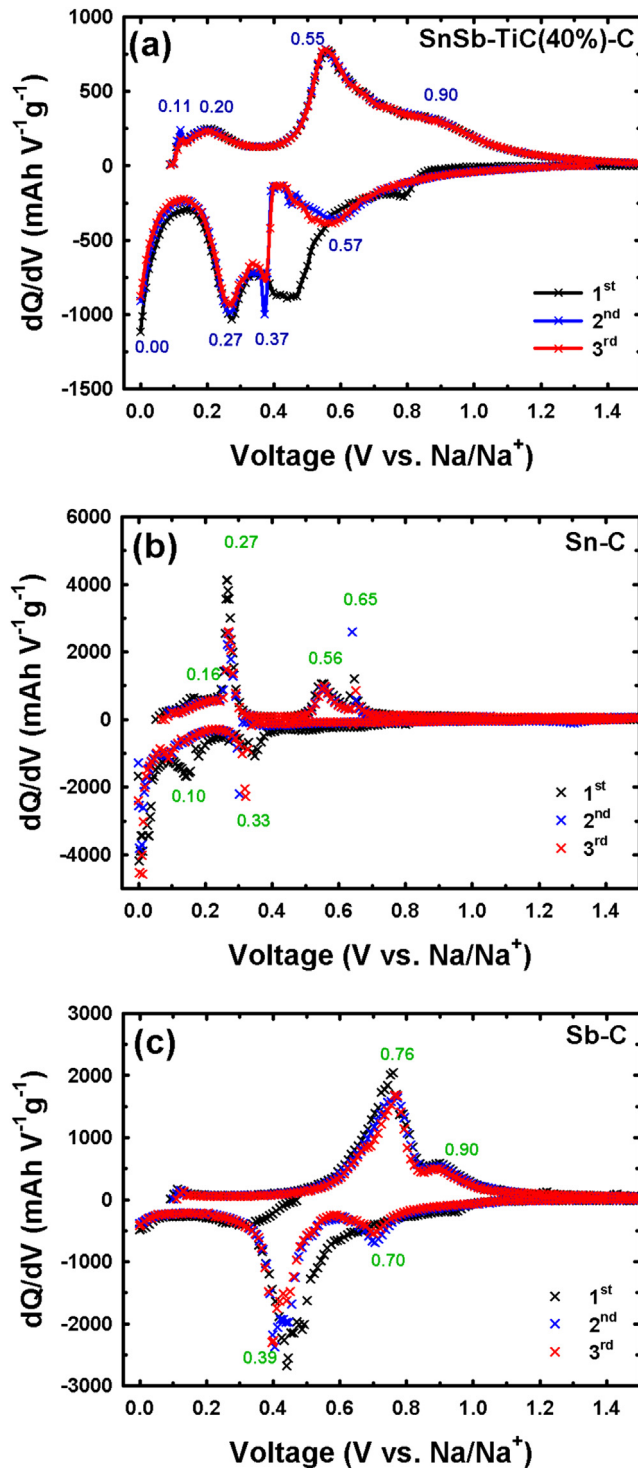 (a)
SnSb-TiC(40%)-C
1000
500
0
-500
-1000
-1500
dQ/dV (mAh V⁻¹g⁻¹)
0.11 0.20
0.55
0.90
0.57
0.00 0.27 0.37
1ˢᵗ
2ⁿᵈ
3ʳᵈ
0.0 0.2 0.4 0.6 0.8 1.0 1.2 1.4
Voltage (V vs. Na/Na⁺)
(b)
Sn-C
6000
4000
2000
0
-2000
-4000
dQ/dV (mAh V⁻¹g⁻¹)
0.27
0.65
0.16
0.56
0.10
0.33
1ˢᵗ
2ⁿᵈ
3ʳᵈ
0.0 0.2 0.4 0.6 0.8 1.0 1.2 1.4
Voltage (V vs. Na/Na⁺)
(c)
Sb-C
3000
2000
1000
0
-1000
-2000
-3000
dQ/dV (mAh V⁻¹g⁻¹)
0.76
0.90
0.70
0.39
1ˢᵗ
2ⁿᵈ
3ʳᵈ
0.0 0.2 0.4 0.6 0.8 1.0 1.2 1.4
Voltage (V vs. Na/Na⁺)